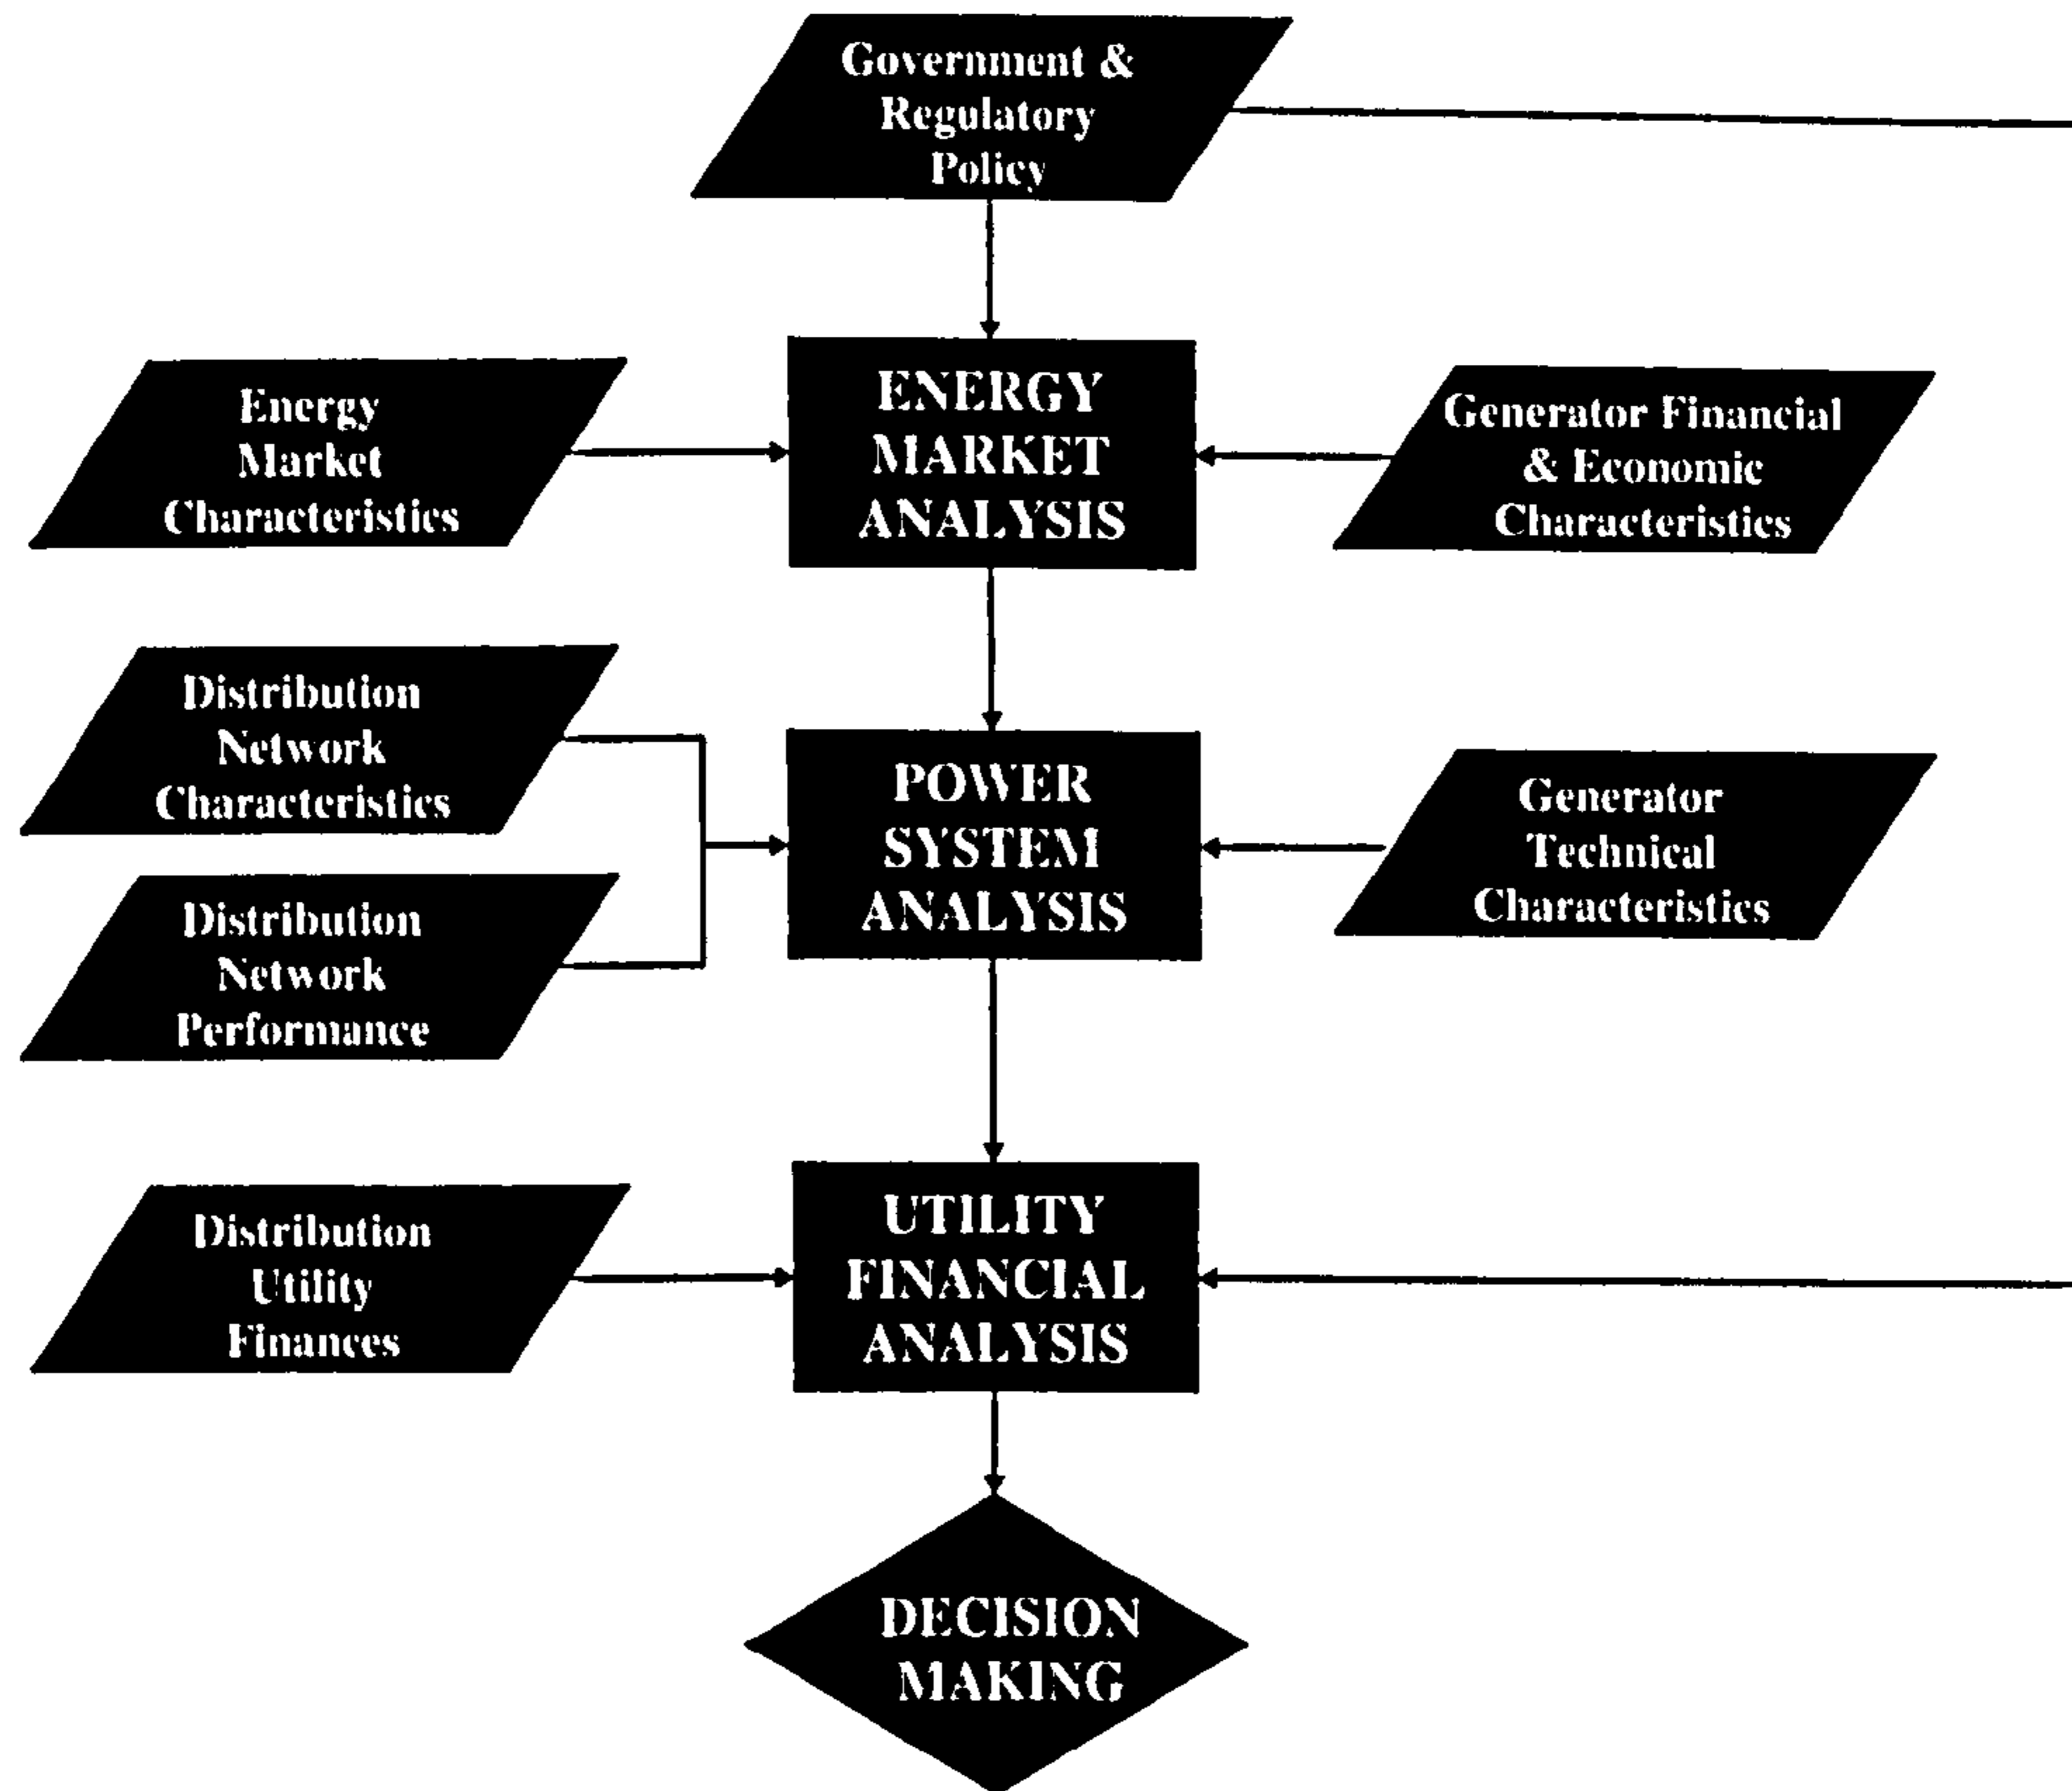 Government &
Regulatory
Policy
Energy
Market
Characteristics
ENERGY
MARKET
ANALYSIS
Generator Financial
& Economic
Characteristics
Distribution
Network
Characteristics
Distribution
Network
Performance
POWER
SYSTEM
ANALYSIS
Generator
Technical
Characteristics
Distribution
Utility
Finances
UTILITY
FINANCIAL
ANALYSIS
DECISION
MAKING